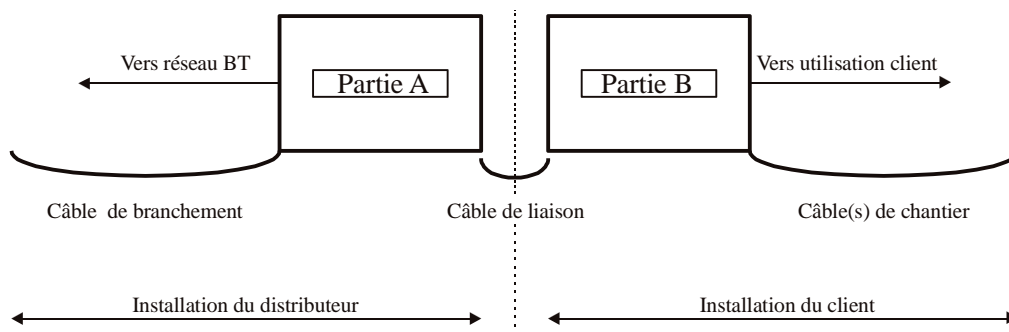 Vers réseau BT
Partie A
Partie B
Vers utilisation client
Câble de branchement
Câble de liaison
Câble(s) de chantier
Installation du distributeur
Installation du client